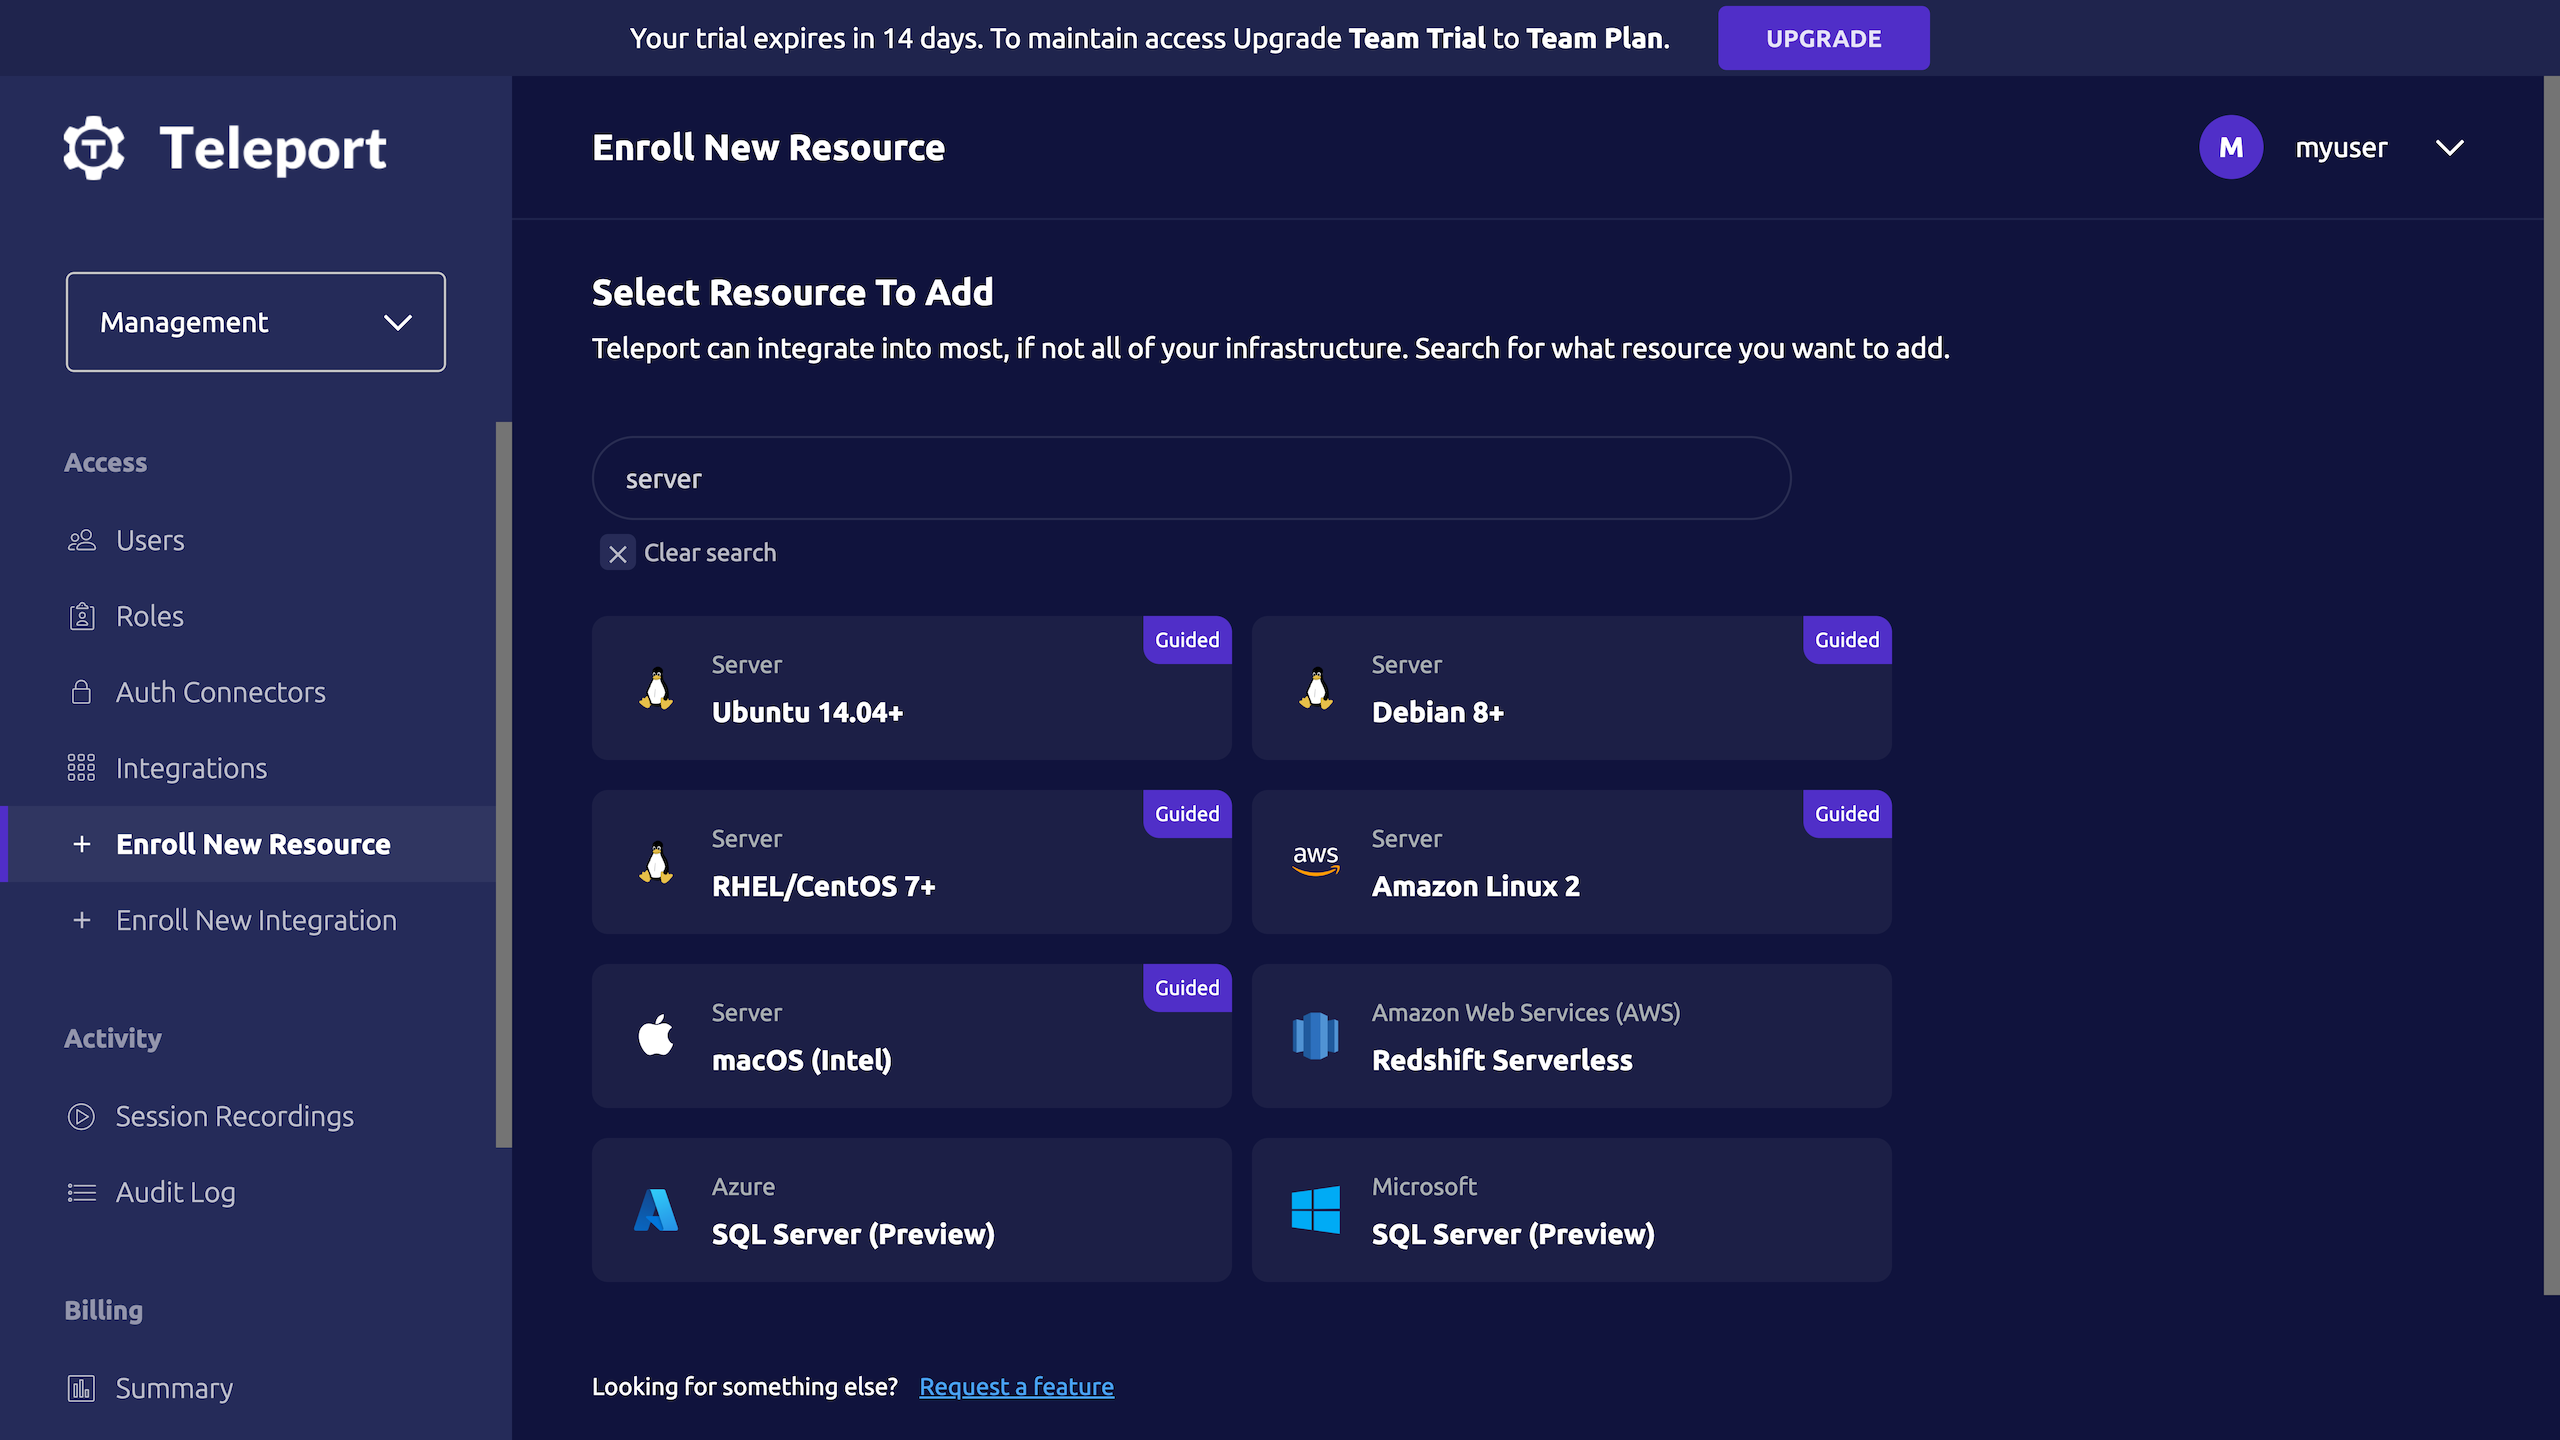 Your trial expires in 14 days. To maintain access Upgrade Team Trial to Team Plan.
UPGRADE
Teleport
Management
Access
Users
Roles
Auth Connectors
Integrations
Enroll New Resource
Enroll New Integration
Activity
Session Recordings
Audit Log
Billing
Summary
Enroll New Resource
M
myuser
Select Resource To Add
Teleport can integrate into most, if not all of your infrastructure. Search for what resource you want to add.
server
Clear search
Guided
Server
Ubuntu 14.04+
Guided
Server
Debian 8+
Guided
Server
RHEL/CentOS 7+
Guided
aws
Server
Amazon Linux 2
Guided
Server
macOS (Intel)
Amazon Web Services (AWS)
Redshift Serverless
Azure
SQL Server (Preview)
Microsoft
SQL Server (Preview)
Looking for something else? Request a feature